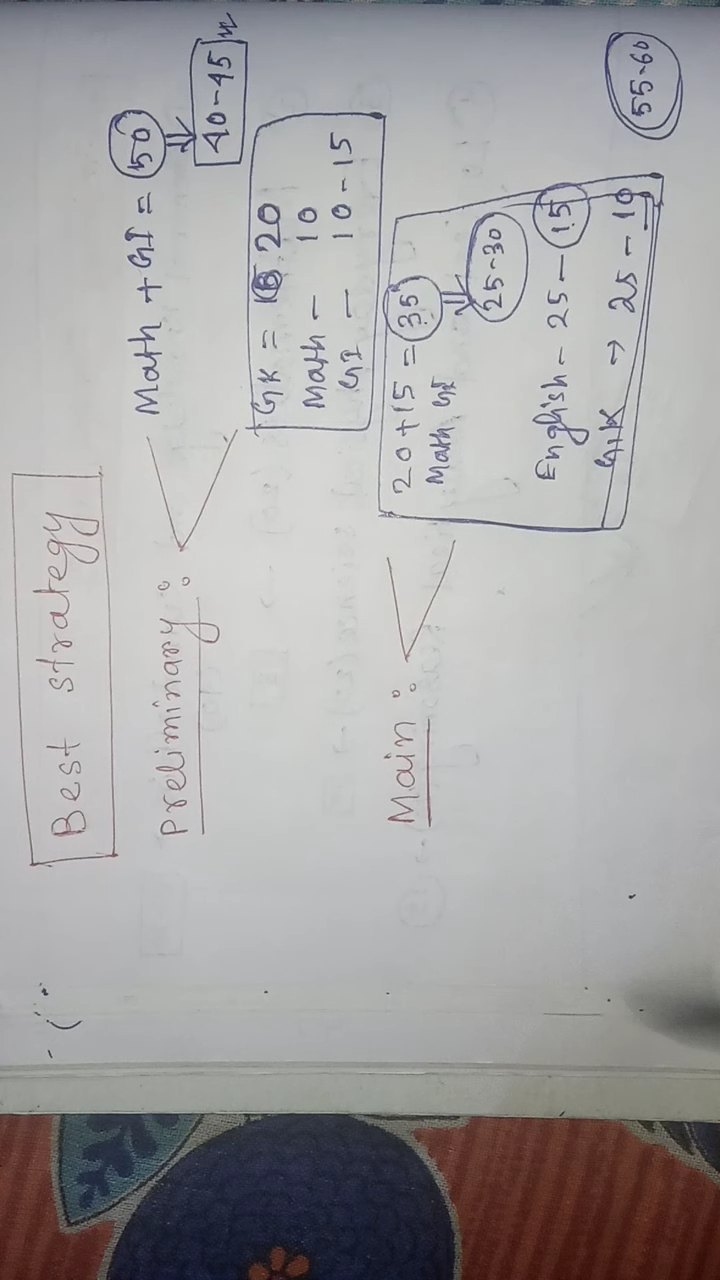 Best strategy
Preliminary :
Math + GI = 50
40-45
GK = 20
Math - 10
GI - 10-15
Main :
20+15 = 35
Math GI
25-30
English - 25 - 15
G.K → 25 - 10
55-60